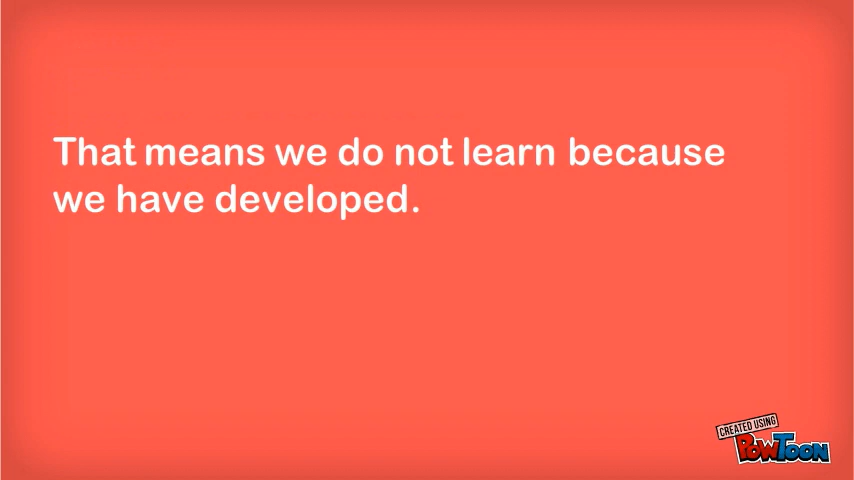 That means we do not learn because
we have developed.
CREATED USING
POWTOON